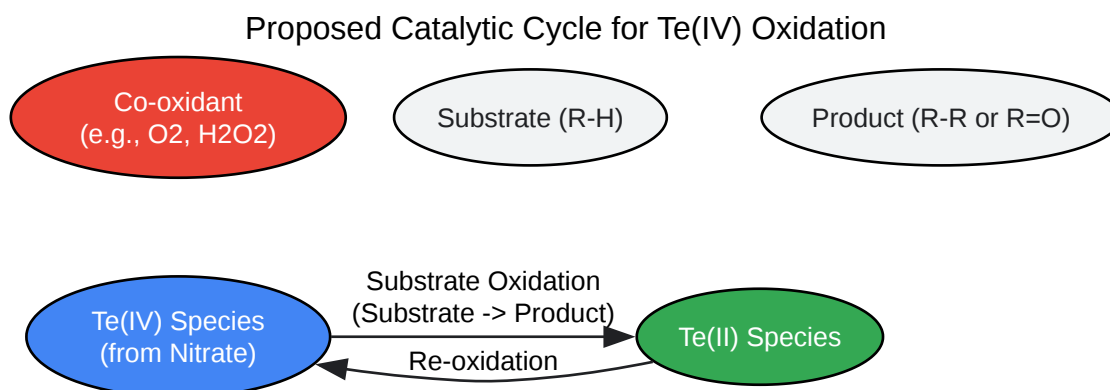 Proposed Catalytic Cycle for Te(IV) Oxidation
Co-oxidant
(e.g., O2, H2O2)
Substrate (R-H)
Product (R-R or R=O)
Substrate Oxidation
(Substrate -> Product)
Te(IV) Species
(from Nitrate)
Te(II) Species
Re-oxidation